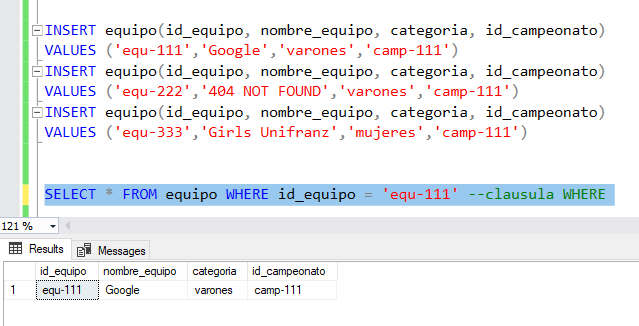 INSERT equipo(id_equipo, nombre_equipo, categoria, id_campeonato)
VALUES ('equ-111','Google','varones','camp-111')
INSERT equipo(id_equipo, nombre_equipo, categoria, id_campeonato)
VALUES ('equ-222','404 NOT FOUND','varones','camp-111')
INSERT equipo(id_equipo, nombre_equipo, categoria, id_campeonato)
VALUES ('equ-333','Girls Unifranz','mujeres','camp-111')
SELECT * FROM equipo WHERE id_equipo = 'equ-111' --clausula WHERE
121 %
Results Messages
id_equipo nombre_equipo categoria id_campeonato
1 equ-111 Google varones camp-111